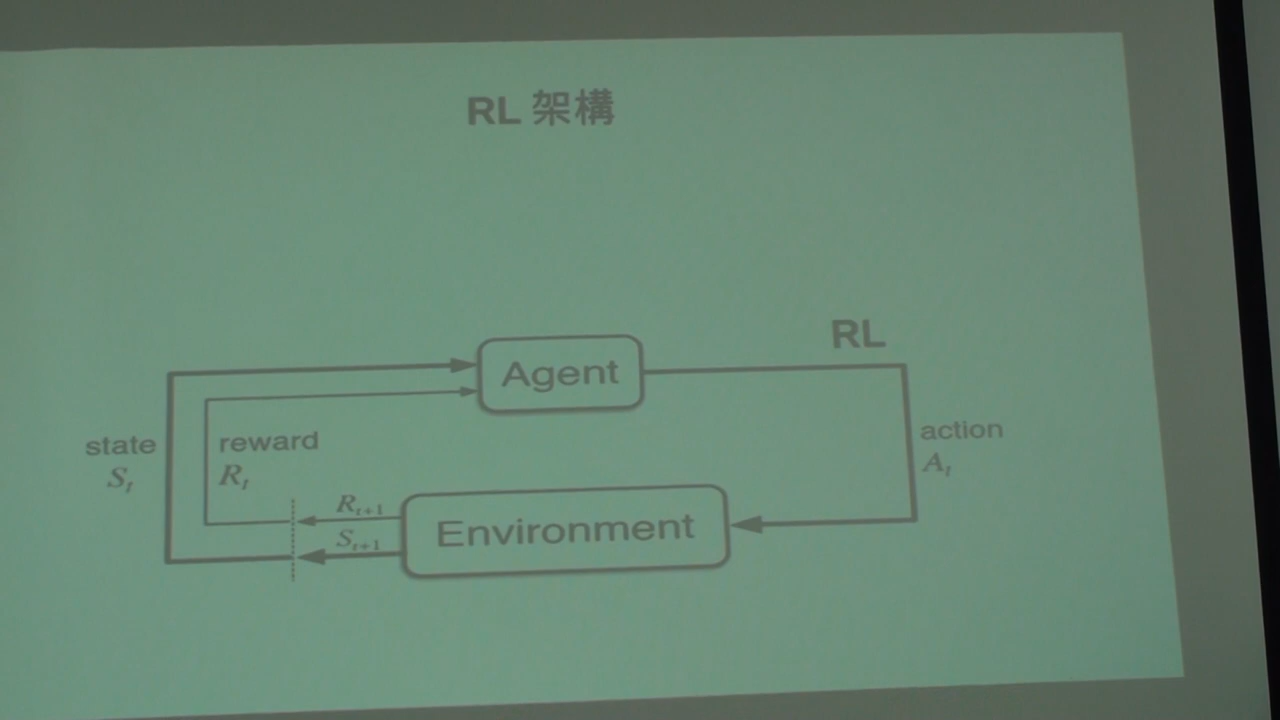 RL 架構
RL
Agent
state
S_t
reward
R_t
action
A_t
R_{t+1}
S_{t+1}
Environment